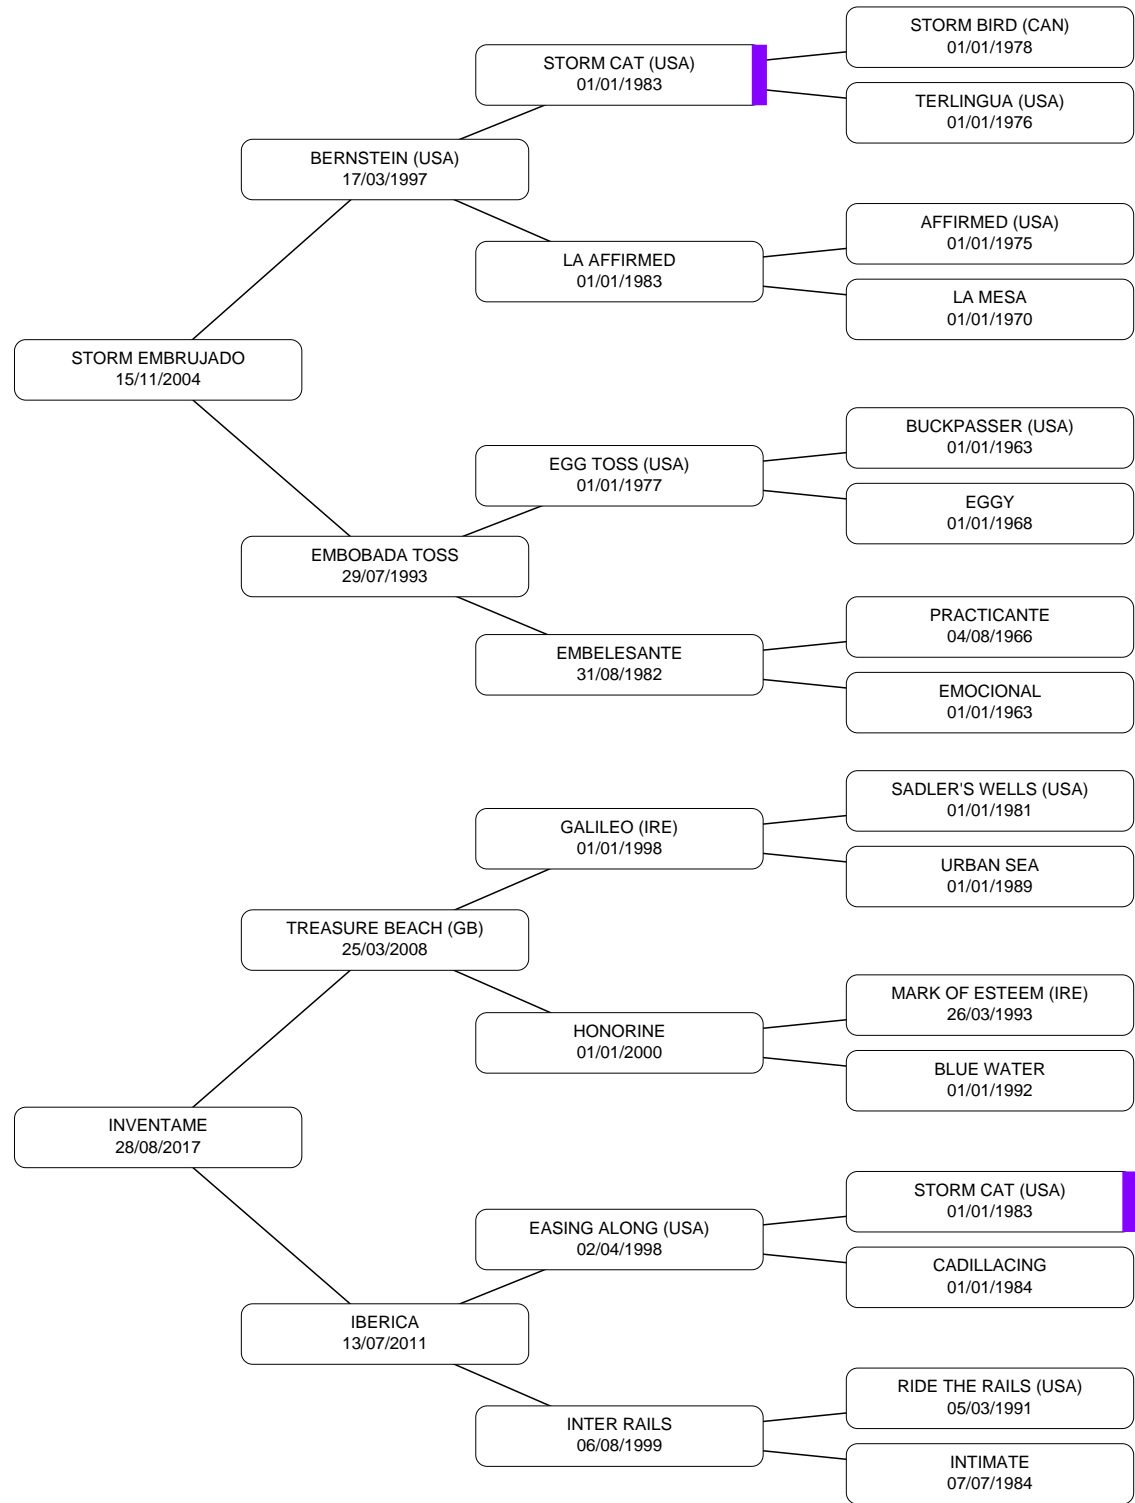 STORM BIRD (CAN)
01/01/1978
STORM CAT (USA)
01/01/1983
TERLINGUA (USA)
01/01/1976
BERNSTEIN (USA)
17/03/1997
AFFIRMED (USA)
01/01/1975
LA AFFIRMED
01/01/1983
LA MESA
01/01/1970
STORM EMBRUJADO
15/11/2004
BUCKPASSER (USA)
01/01/1963
EGG TOSS (USA)
01/01/1977
EGGY
01/01/1968
EMBOBADA TOSS
29/07/1993
PRACTICANTE
04/08/1966
EMBELESANTE
31/08/1982
EMOCIONAL
01/01/1963
SADLER'S WELLS (USA)
01/01/1981
GALILEO (IRE)
01/01/1998
URBAN SEA
01/01/1989
TREASURE BEACH (GB)
25/03/2008
MARK OF ESTEEM (IRE)
26/03/1993
HONORINE
01/01/2000
BLUE WATER
01/01/1992
INVENTAME
28/08/2017
STORM CAT (USA)
01/01/1983
EASING ALONG (USA)
02/04/1998
CADILLACING
01/01/1984
IBERICA
13/07/2011
RIDE THE RAILS (USA)
05/03/1991
INTER RAILS
06/08/1999
INTIMATE
07/07/1984